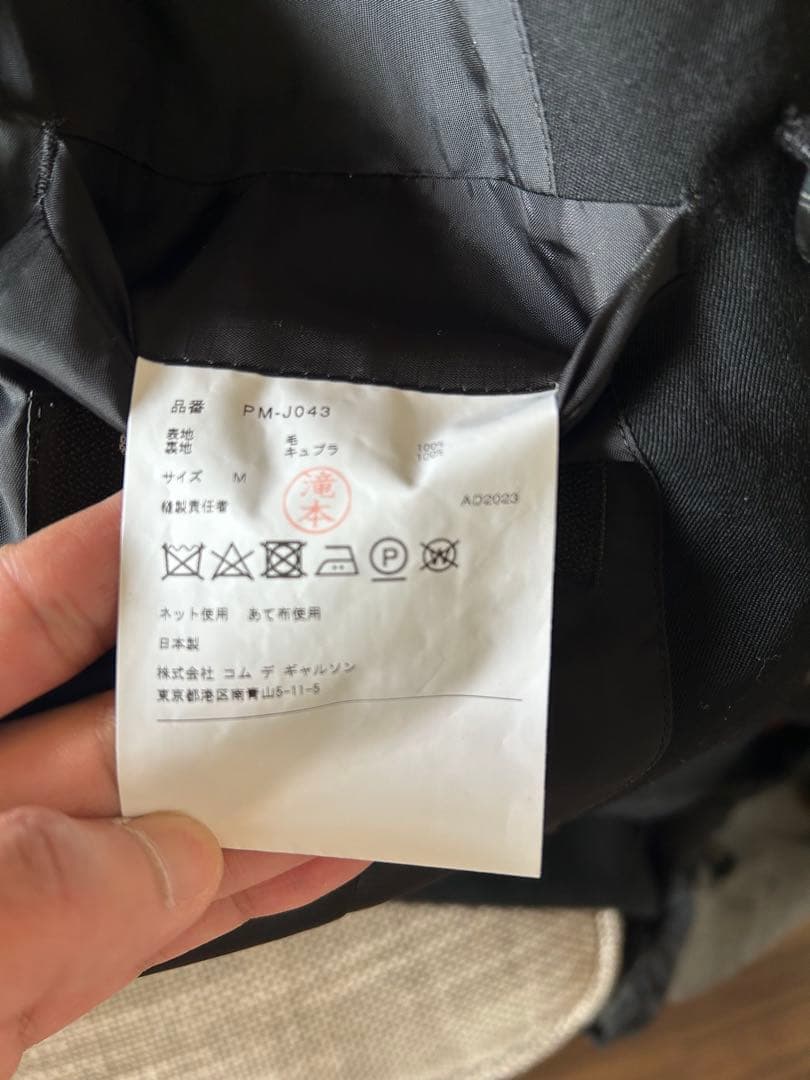 品番 PM-J043
表地 毛 100%
裏地 キュプラ 100%
サイズ M
縫製責任者 滝本 AD2023
P W
ネット使用 あて布使用
日本製
株式会社 コム デ ギャルソン
東京都港区南青山5-11-5